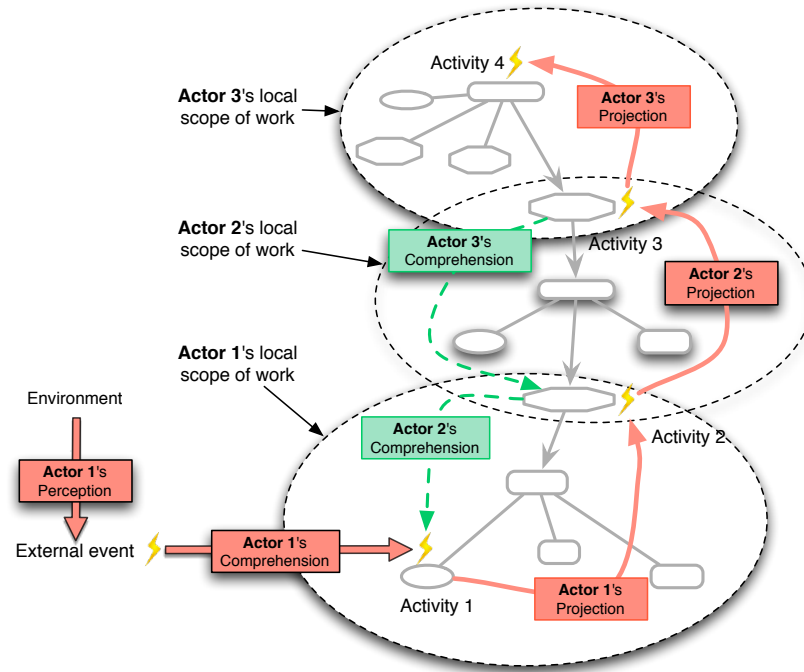 Activity 4
Actor 3's local
scope of work
Actor 3's
Projection
Actor 2's local
scope of work
Actor 3's
Comprehension
Activity 3
Actor 2's
Projection
Actor 1's local
scope of work
Environment
Actor 2's
Comprehension
Activity 2
Actor 1's
Perception
External event
Actor 1's
Comprehension
Activity 1
Actor 1's
Projection